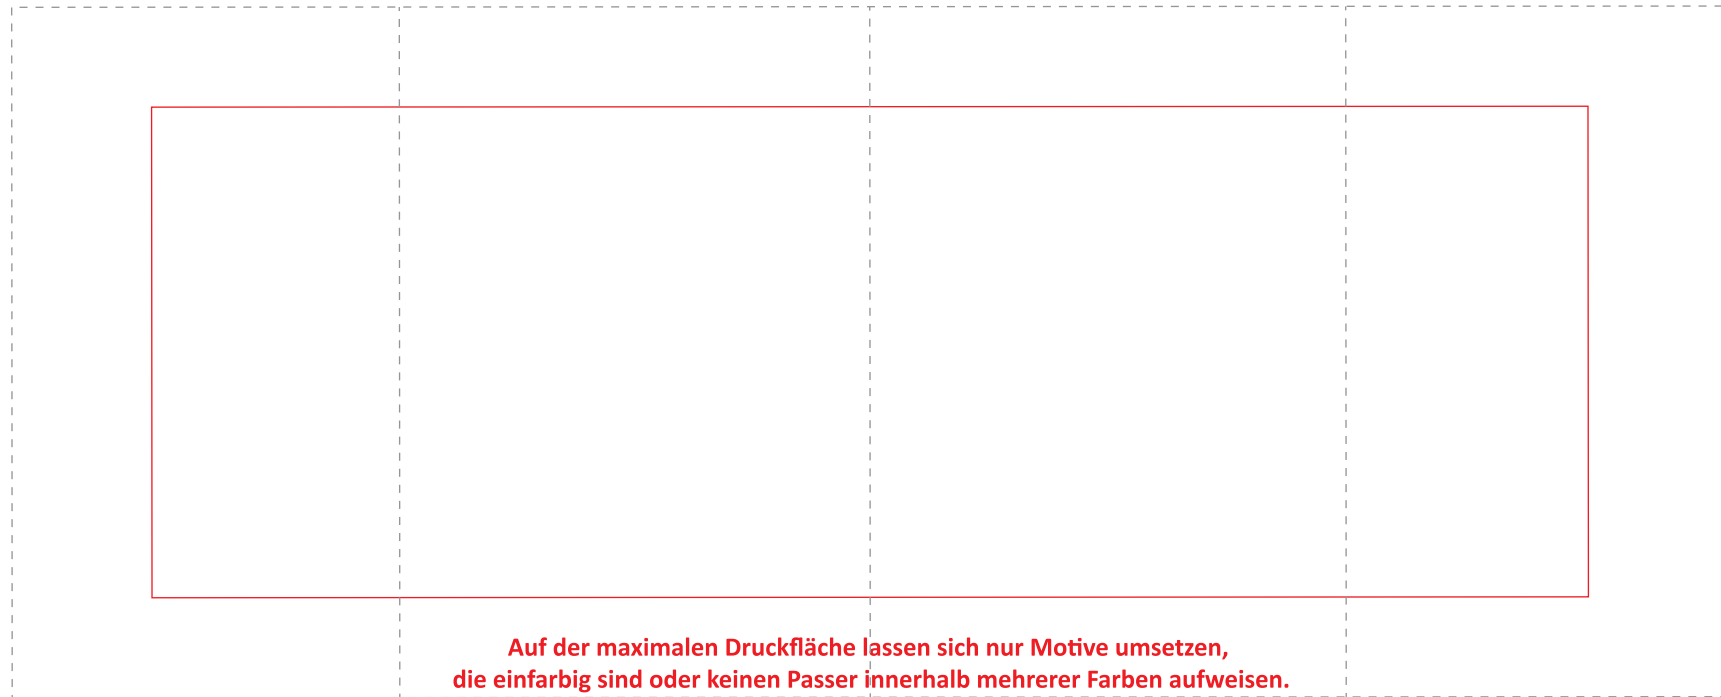 Auf der maximalen Druckfläche lassen sich nur Motive umsetzen,
die einfarbig sind oder keinen Passer innerhalb mehrerer Farben aufweisen.